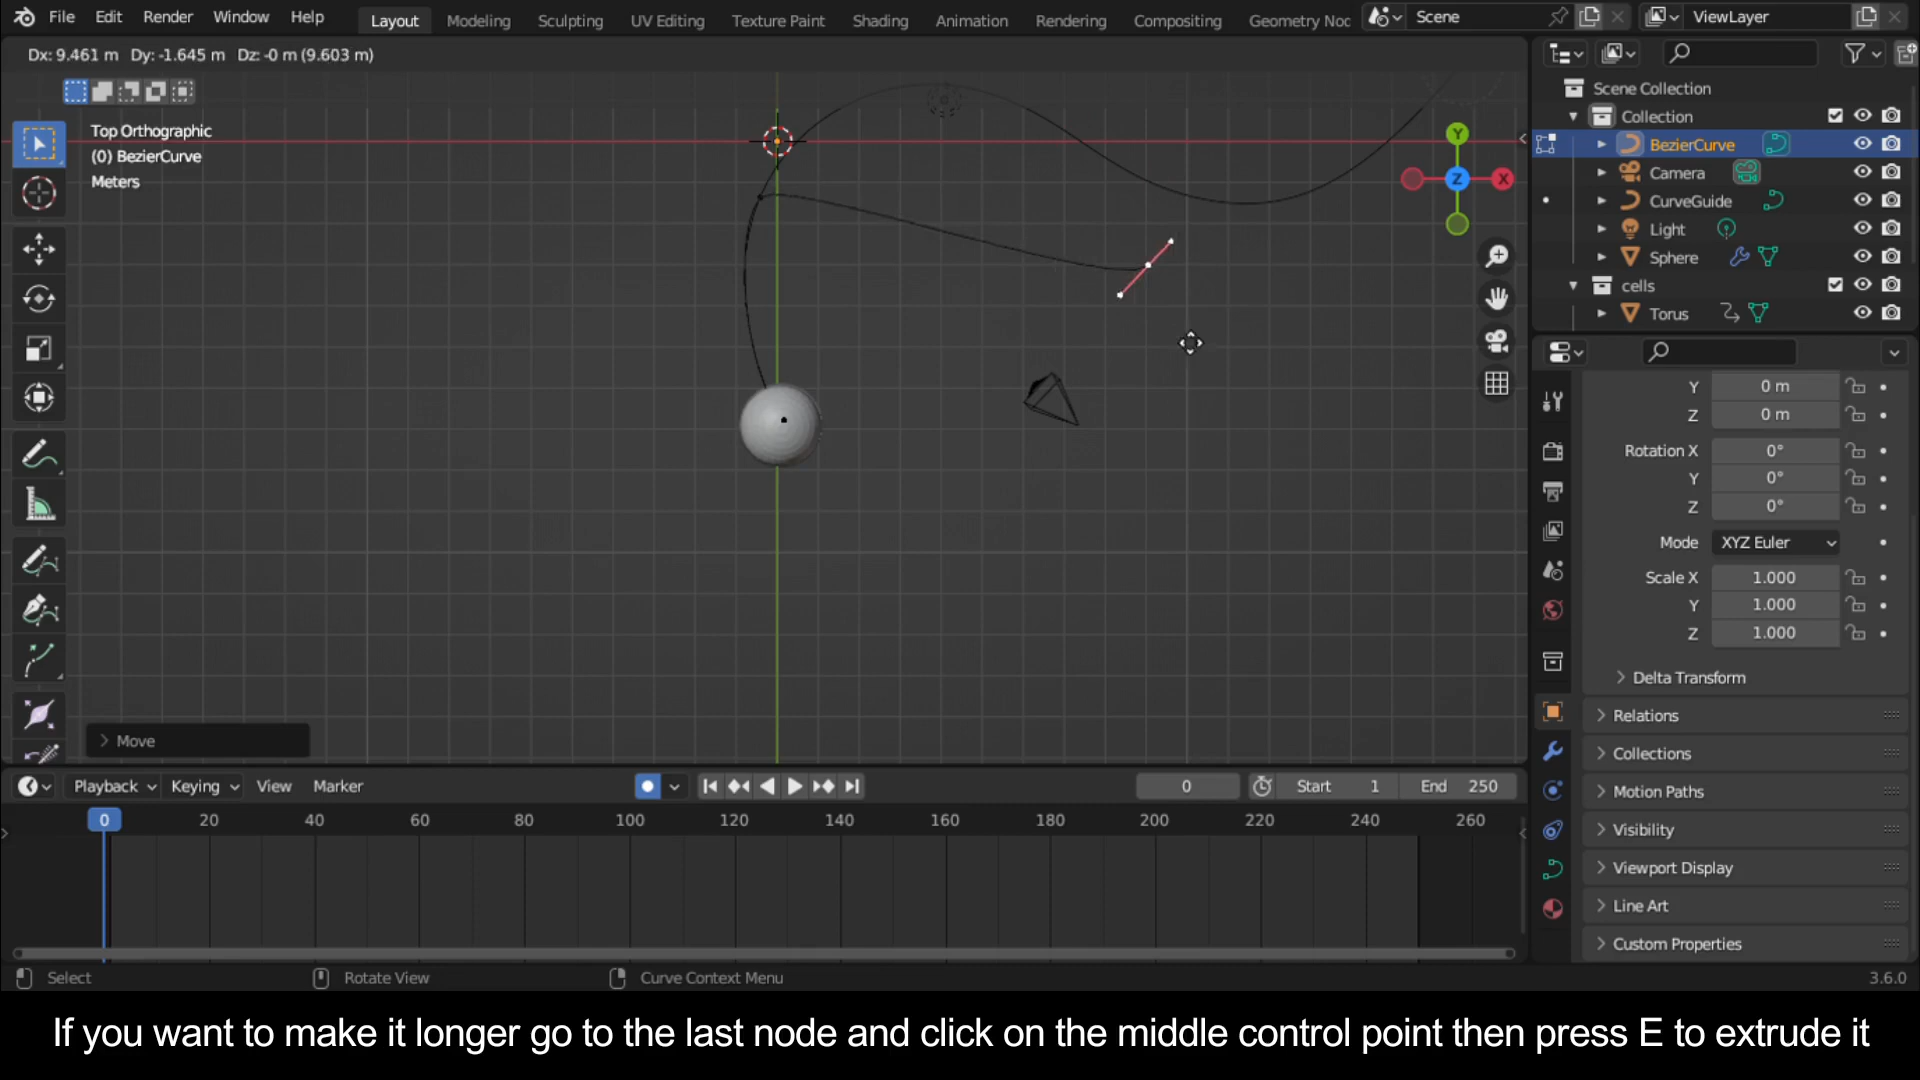 File Edit Render Window Help Layout Modeling Sculpting UV Editing Texture Paint Shading Animation Rendering Compositing Geometry Noc Scene ViewLayer
Dx: 9.461 m Dy: -1.645 m Dz: -0 m (9.603 m)
Top Orthographic
(0) BezierCurve
Meters
Y
Z
X
Move
Scene Collection
Collection
BezierCurve
Camera
CurveGuide
Light
Sphere
cells
Torus
Y 0 m
Z 0 m
Rotation X 0°
Y 0°
Z 0°
Mode XYZ Euler
Scale X 1.000
Y 1.000
Z 1.000
Delta Transform
Relations
Collections
Motion Paths
Visibility
Viewport Display
Line Art
Custom Properties
Playback Keying View Marker 0 Start 1 End 250
0 20 40 60 80 100 120 140 160 180 200 220 240 260
Select Rotate View Curve Context Menu 3.6.0
If you want to make it longer go to the last node and click on the middle control point then press E to extrude it